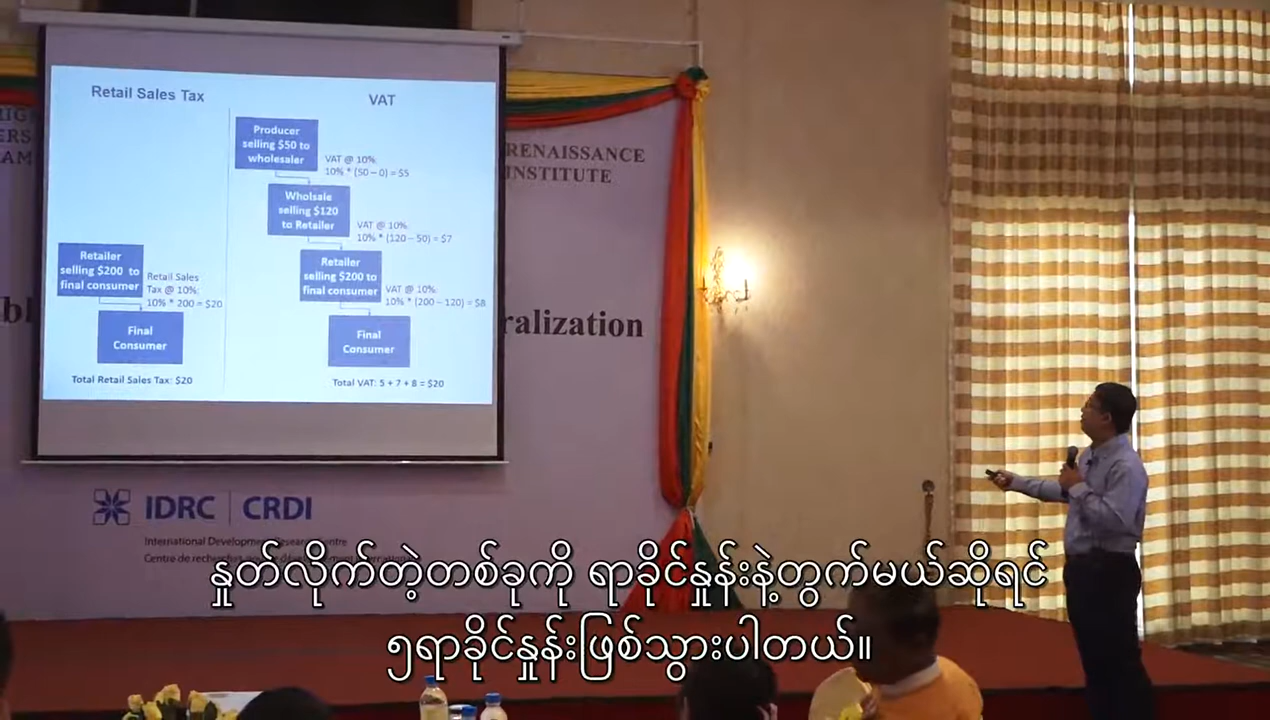 Retail Sales Tax
VAT
Producer
selling $50 to
wholesaler
VAT @ 10%:
10% * (50 – 0) = $5
Wholsale
selling $120
to Retailer
VAT @ 10%:
10% * (120 – 50) = $7
Retailer
selling $200 to
final consumer
Retail Sales
Tax @ 10%:
10% * 200 = $20
Retailer
selling $200 to
final consumer
VAT @ 10%:
10% * (200 – 120) = $8
Final
Consumer
Final
Consumer
Total Retail Sales Tax: $20
Total VAT: 5 + 7 + 8 = $20
RENAISSANCE
INSTITUTE
ralization
IDRC | CRDI
International Development Research Centre
Centre de recherches
နှုတ်လိုက်တဲ့တစ်ခုကို ရာခိုင်နှုန်းနဲ့တွက်မယ်ဆိုရင်
၅ရာခိုင်နှုန်းဖြစ်သွားပါတယ်။